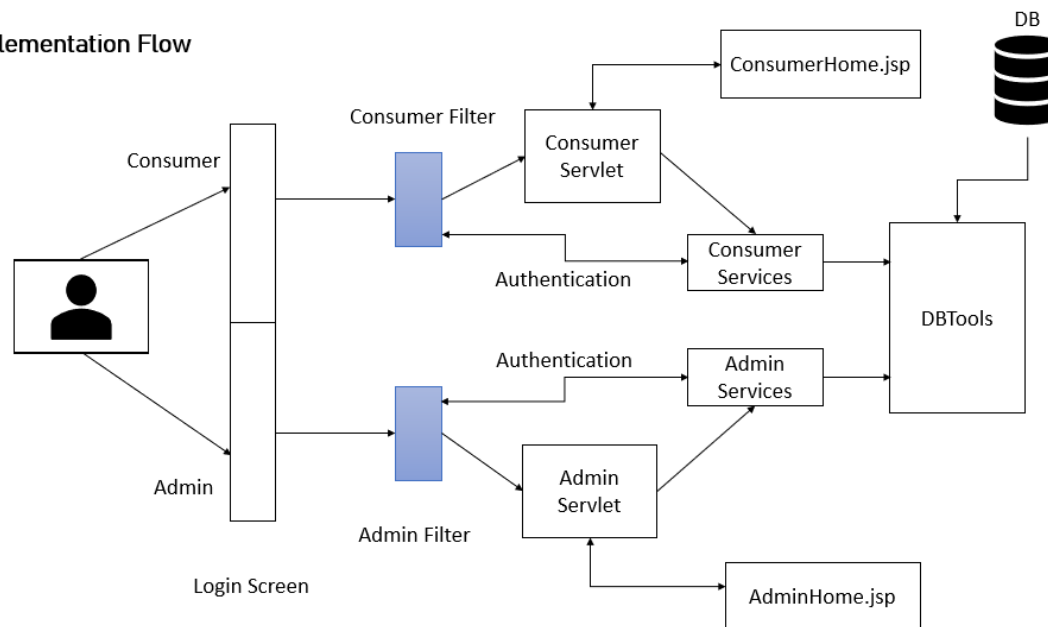 lementation Flow
DB
ConsumerHome.jsp
Consumer Filter
Consumer
Servlet
Consumer
Authentication
Consumer
Services
DBTools
Authentication
Admin
Services
Admin
Servlet
Admin
Admin Filter
Login Screen
AdminHome.jsp